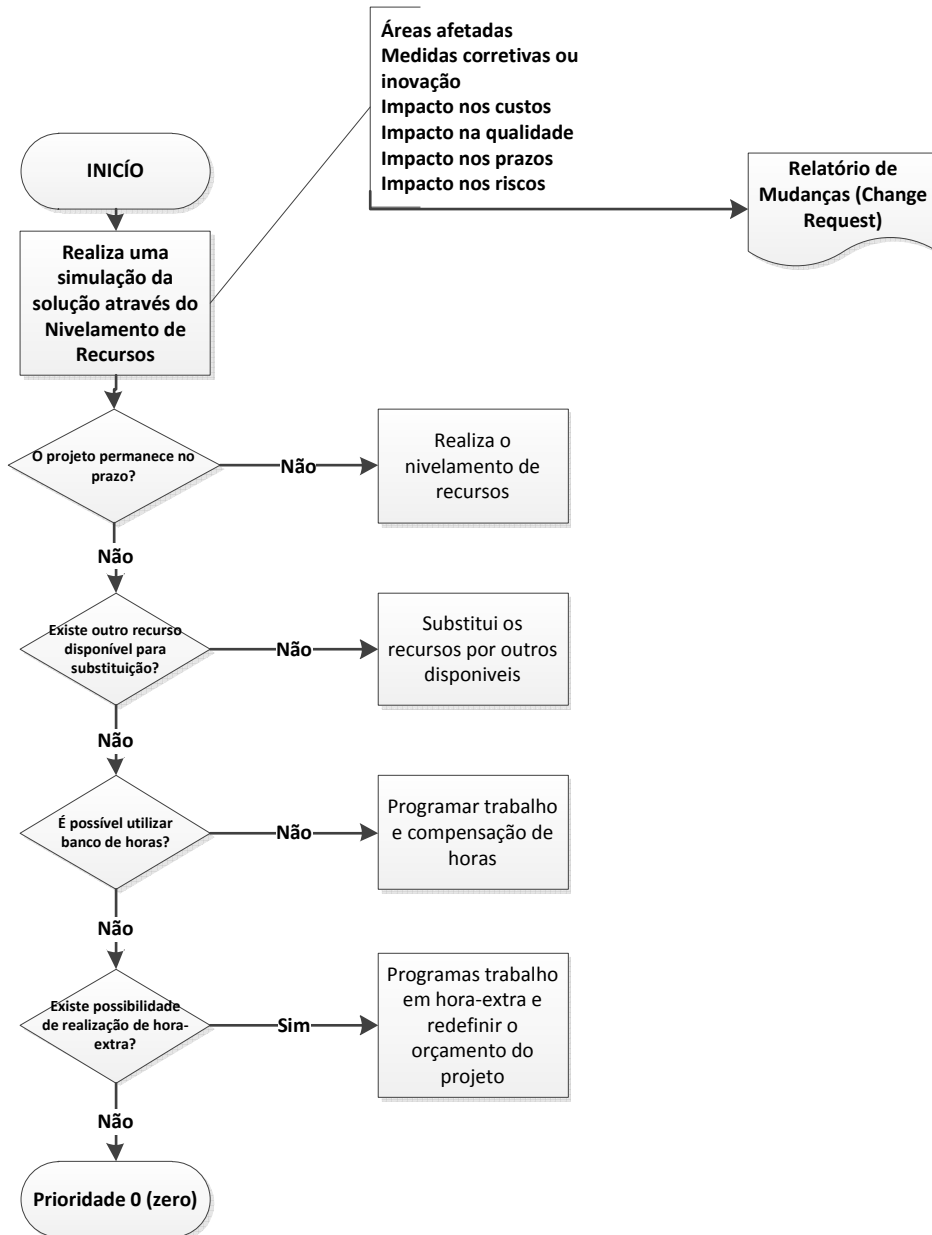 Áreas afetadas
Medidas corretivas ou
inovação
Impacto nos custos
Impacto na qualidade
Impacto nos prazos
Impacto nos riscos
Relatório de
Mudanças (Change
Request)
INICÍO
Realiza uma
simulação da
solução através do
Nivelamento de
Recursos
O projeto permanece no
prazo?
Não
Realiza o
nivelamento de
recursos
Não
Existe outro recurso
disponível para
substituição?
Não
Substitui os
recursos por outros
disponiveis
Não
É possível utilizar
banco de horas?
Não
Programar trabalho
e compensação de
horas
Não
Existe possibilidade
de realização de hora-
extra?
Sim
Programas trabalho
em hora-extra e
redefinir o
orçamento do
projeto
Não
Prioridade 0 (zero)